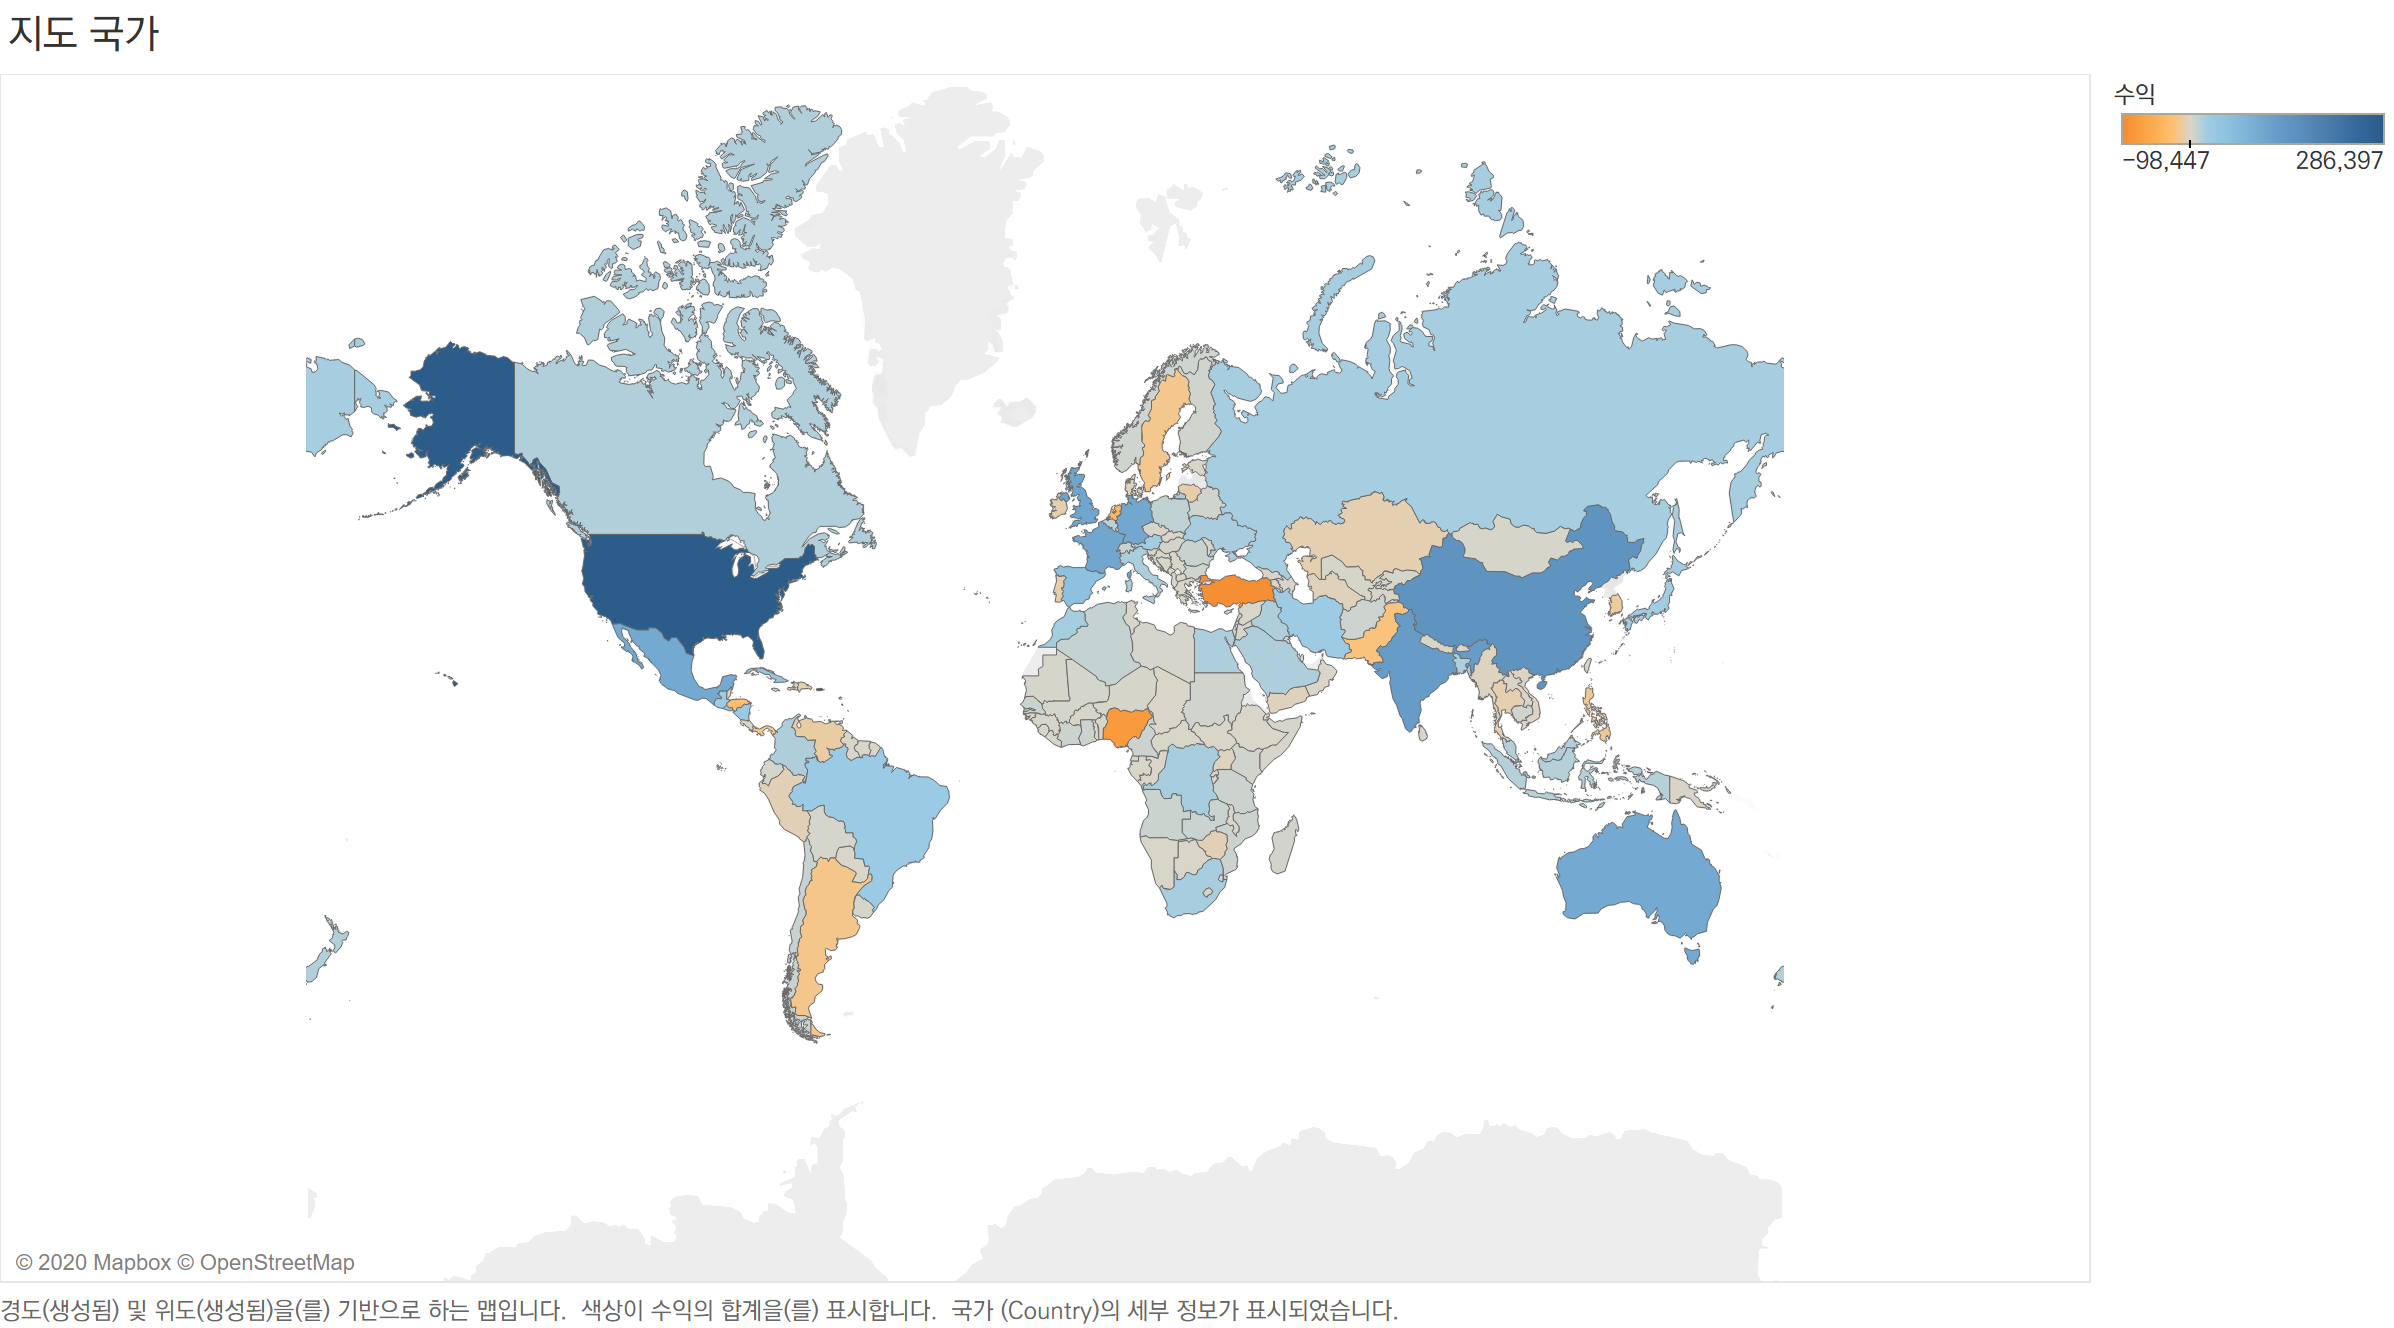 지도 국가
수익
−98,447
286,397
© 2020 Mapbox © OpenStreetMap
경도(생성됨) 및 위도(생성됨)을(를) 기반으로 하는 맵입니다. 색상이 수익의 합계을(를) 표시합니다. 국가 (Country)의 세부 정보가 표시되었습니다.